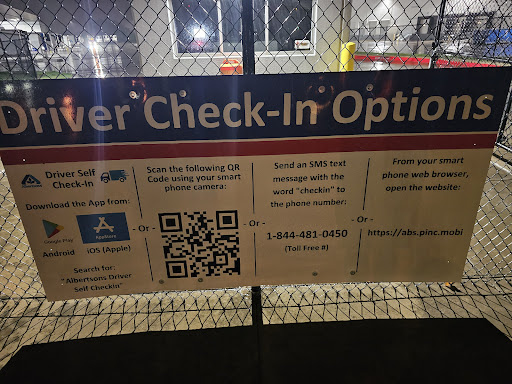 Driver Check-In Options
Driver Self
Check-In
Download the App from:
Google Play
AppStore
Android
iOS (Apple)
Search for:
"Albertsons Driver
Self Checkin"
- Or -
Scan the following QR
Code using your smart
phone camera:
- Or -
Send an SMS text
message with the
word "checkin" to
the phone number:
1-844-481-0450
(Toll Free #)
- Or -
From your smart
phone web browser,
open the website:
https://abs.pinc.mobi